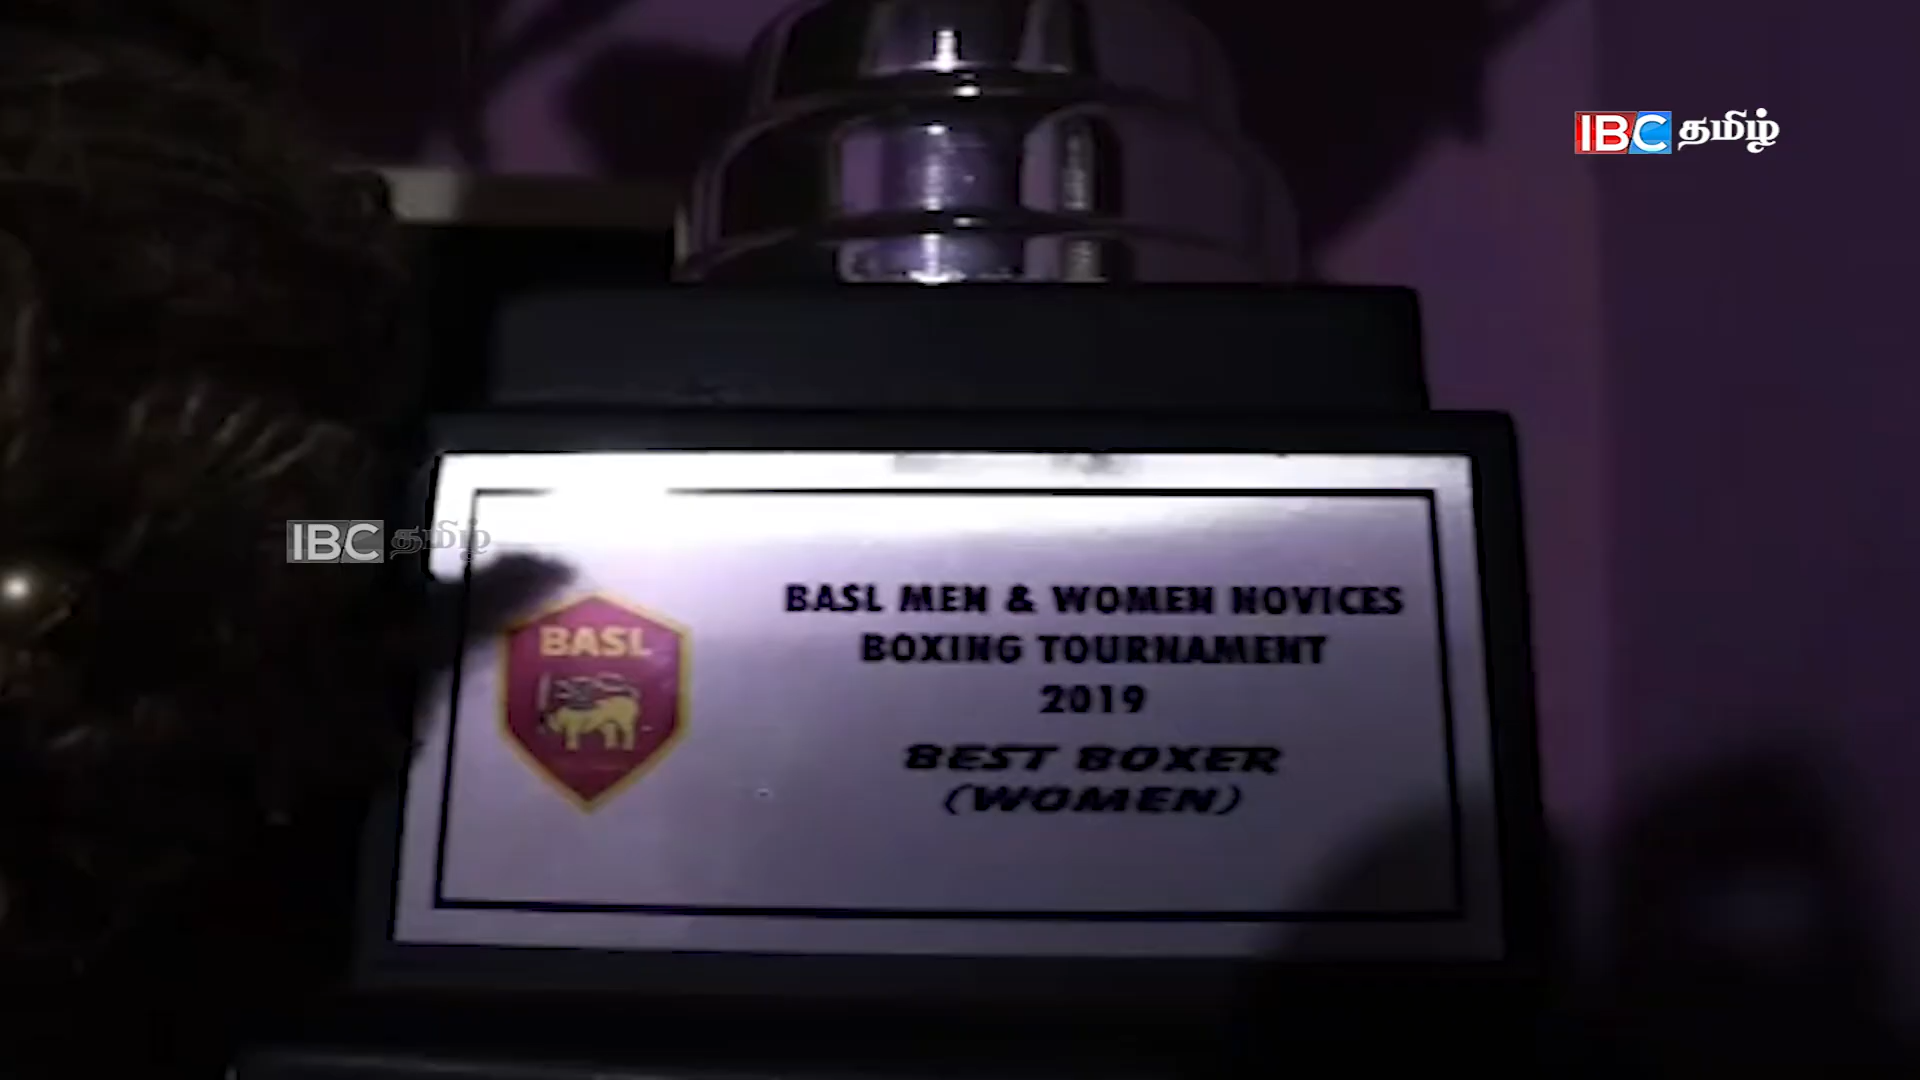 IBC தமிழ்
IBC தமிழ்
BASL
BASL MEN & WOMEN NOVICES
BOXING TOURNAMENT
2019
BEST BOXER
(WOMEN)